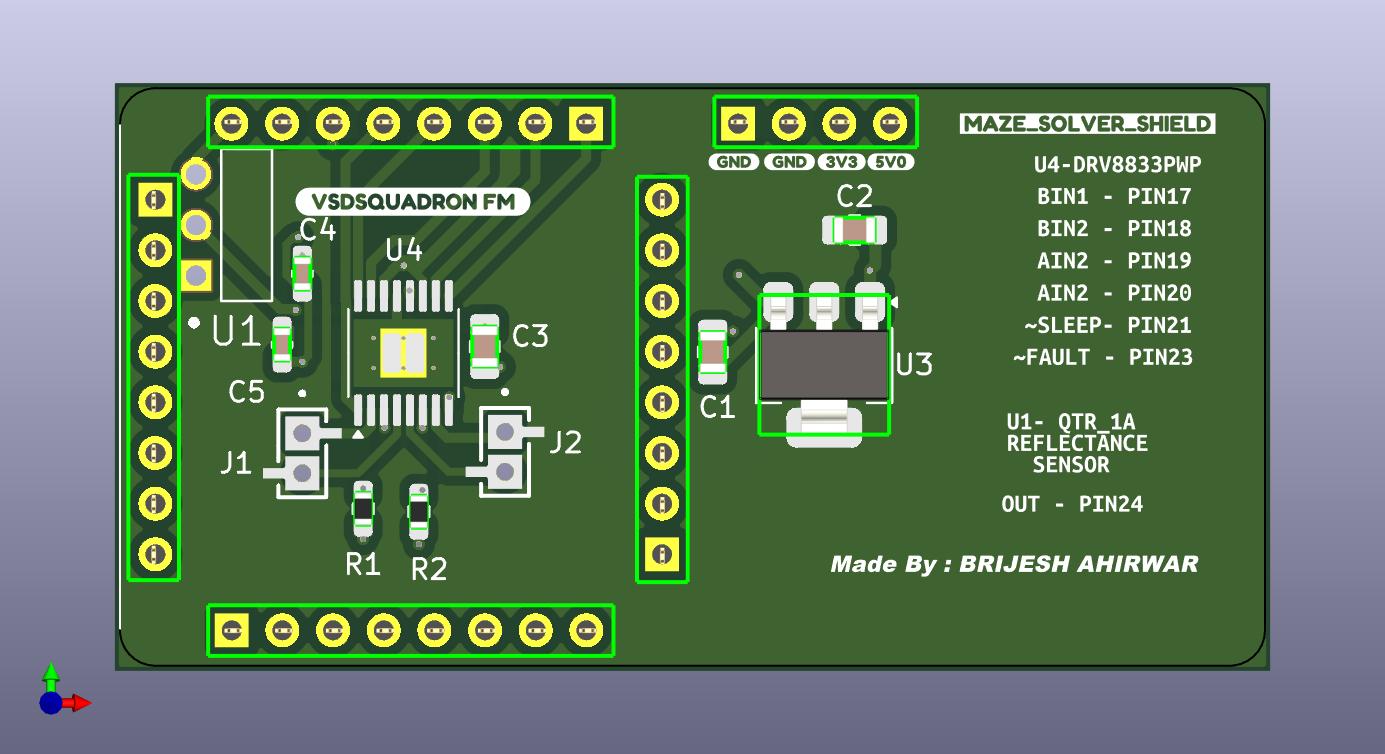 MAZE_SOLVER_SHIELD
GND GND 3V3 5V0
U4-DRV8833PWP
BIN1 - PIN17
BIN2 - PIN18
AIN2 - PIN19
AIN2 - PIN20
~SLEEP- PIN21
~FAULT - PIN23
VSDSQUADRON FM
C4
U4
C2
U1
C3
U3
C5
C1
J1
J2
R1
R2
U1- QTR_1A
REFLECTANCE
SENSOR
OUT - PIN24
Made By : BRIJESH AHIRWAR